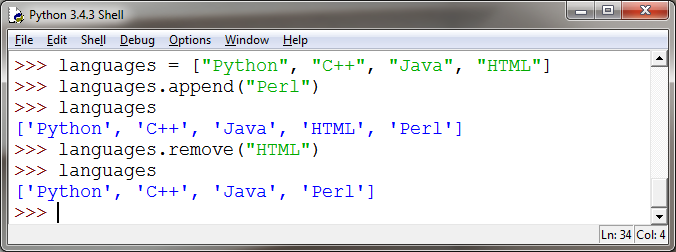 Python 3.4.3 Shell
File Edit Shell Debug Options Window Help
>>> languages = ["Python", "C++", "Java", "HTML"]
>>> languages.append("Perl")
>>> languages
['Python', 'C++', 'Java', 'HTML', 'Perl']
>>> languages.remove("HTML")
>>> languages
['Python', 'C++', 'Java', 'Perl']
>>>
Ln: 34 Col: 4